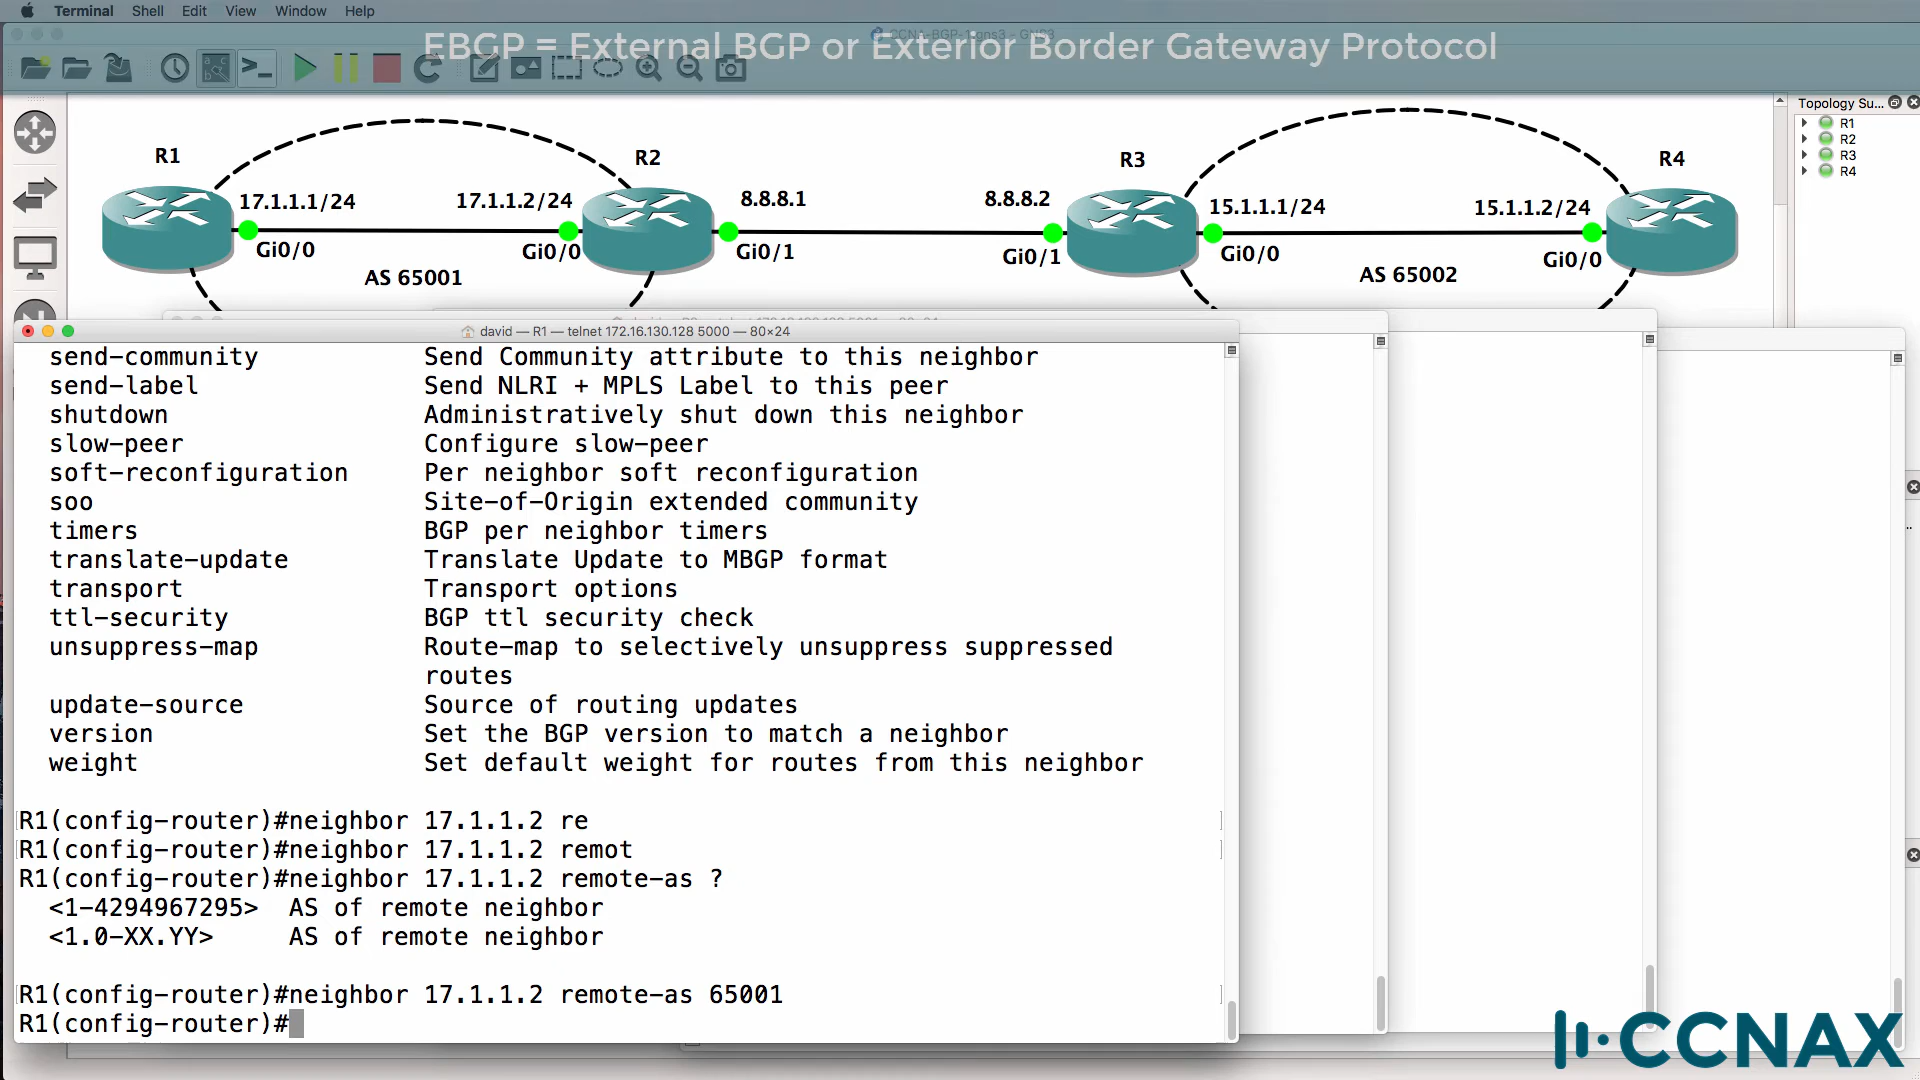 Terminal Shell Edit View Window Help
EBGP = External BGP or Exterior Border Gateway Protocol
Topology Su...
R1
R2
R3
R4
R1
R2
R3
R4
17.1.1.1/24
17.1.1.2/24
8.8.8.1
8.8.8.2
15.1.1.1/24
15.1.1.2/24
Gi0/0
Gi0/0
Gi0/1
Gi0/1
Gi0/0
Gi0/0
AS 65001
AS 65002
david — R1 — telnet 172.16.130.128 5000 — 80×24
send-community Send Community attribute to this neighbor
send-label Send NLRI + MPLS Label to this peer
shutdown Administratively shut down this neighbor
slow-peer Configure slow-peer
soft-reconfiguration Per neighbor soft reconfiguration
soo Site-of-Origin extended community
timers BGP per neighbor timers
translate-update Translate Update to MBGP format
transport Transport options
ttl-security BGP ttl security check
unsuppress-map Route-map to selectively unsuppress suppressed
routes
update-source Source of routing updates
version Set the BGP version to match a neighbor
weight Set default weight for routes from this neighbor
R1(config-router)#neighbor 17.1.1.2 re
R1(config-router)#neighbor 17.1.1.2 remot
R1(config-router)#neighbor 17.1.1.2 remote-as ?
<1-4294967295> AS of remote neighbor
<1.0-XX.YY> AS of remote neighbor
R1(config-router)#neighbor 17.1.1.2 remote-as 65001
R1(config-router)#
CCNAX